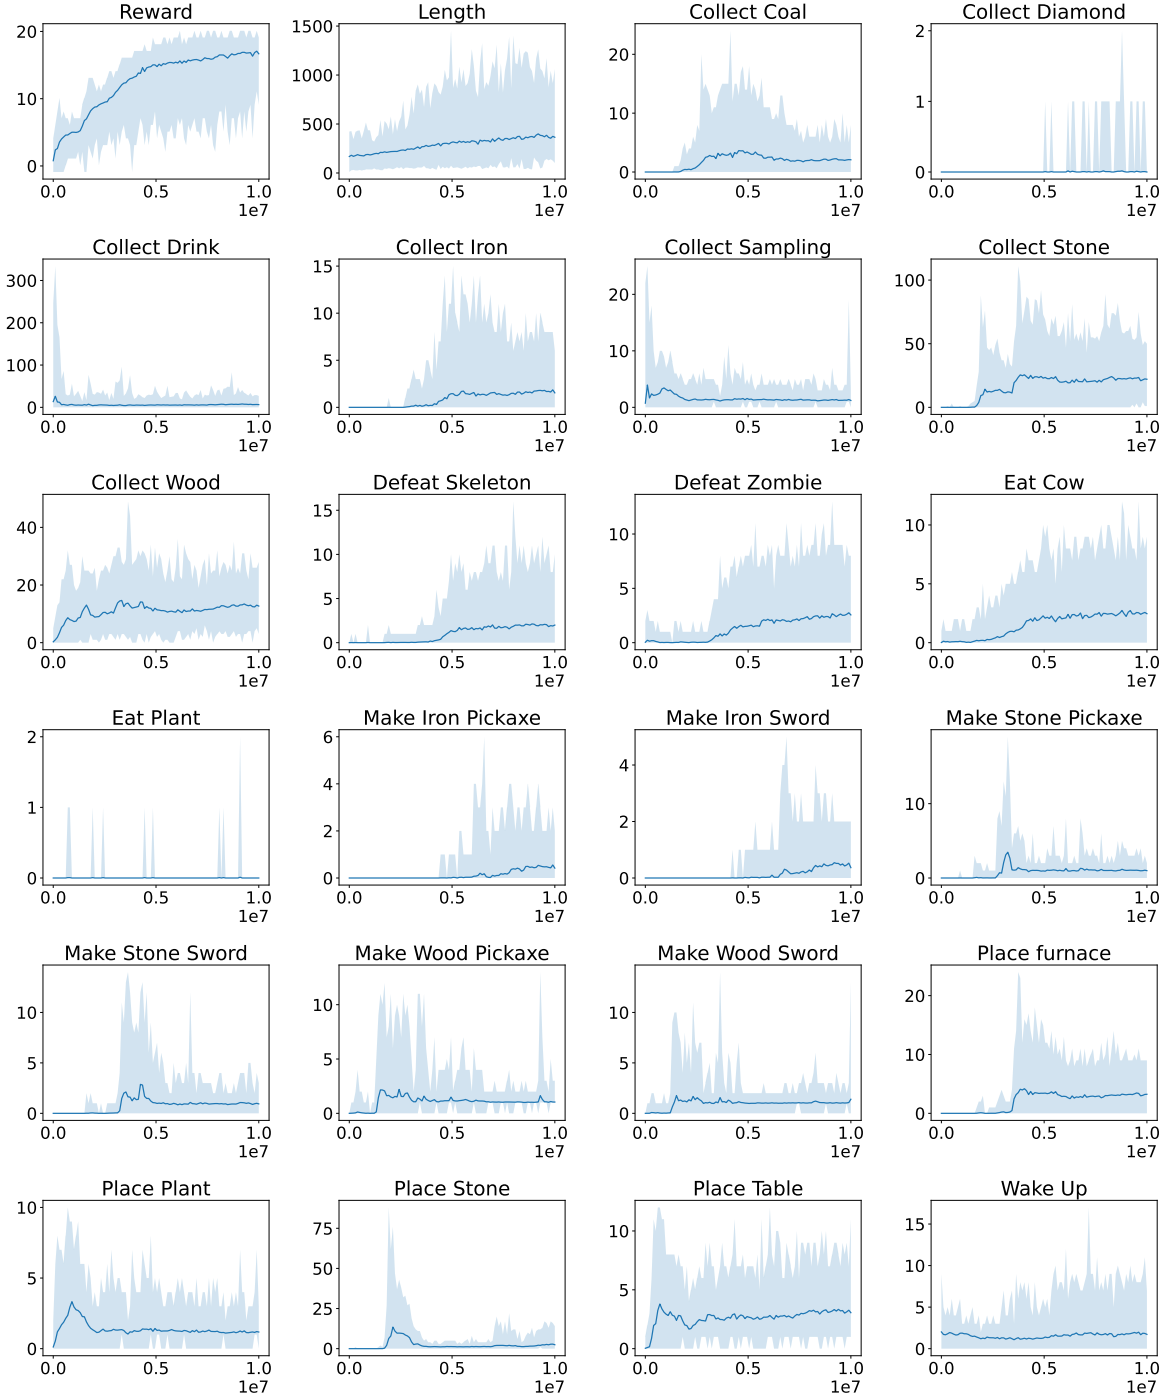 Reward Length Collect Coal Collect Diamond
20 10 0 0.0 0.5 1.0 1e7
1500 1000 500 0 0.0 0.5 1.0 1e7
20 10 0 0.0 0.5 1.0 1e7
2 1 0 0.0 0.5 1.0 1e7
Collect Drink Collect Iron Collect Sampling Collect Stone
300 200 100 0 0.0 0.5 1.0 1e7
15 10 5 0 0.0 0.5 1.0 1e7
20 10 0 0.0 0.5 1.0 1e7
100 50 0 0.0 0.5 1.0 1e7
Collect Wood Defeat Skeleton Defeat Zombie Eat Cow
40 20 0 0.0 0.5 1.0 1e7
15 10 5 0 0.0 0.5 1.0 1e7
10 5 0 0.0 0.5 1.0 1e7
10 5 0 0.0 0.5 1.0 1e7
Eat Plant Make Iron Pickaxe Make Iron Sword Make Stone Pickaxe
2 1 0 0.0 0.5 1.0 1e7
6 4 2 0 0.0 0.5 1.0 1e7
4 2 0 0.0 0.5 1.0 1e7
10 0 0.0 0.5 1.0 1e7
Make Stone Sword Make Wood Pickaxe Make Wood Sword Place furnace
10 5 0 0.0 0.5 1.0 1e7
10 5 0 0.0 0.5 1.0 1e7
10 5 0 0.0 0.5 1.0 1e7
20 10 0 0.0 0.5 1.0 1e7
Place Plant Place Stone Place Table Wake Up
10 5 0 0.0 0.5 1.0 1e7
75 50 25 0 0.0 0.5 1.0 1e7
10 5 0 0.0 0.5 1.0 1e7
15 10 5 0 0.0 0.5 1.0 1e7